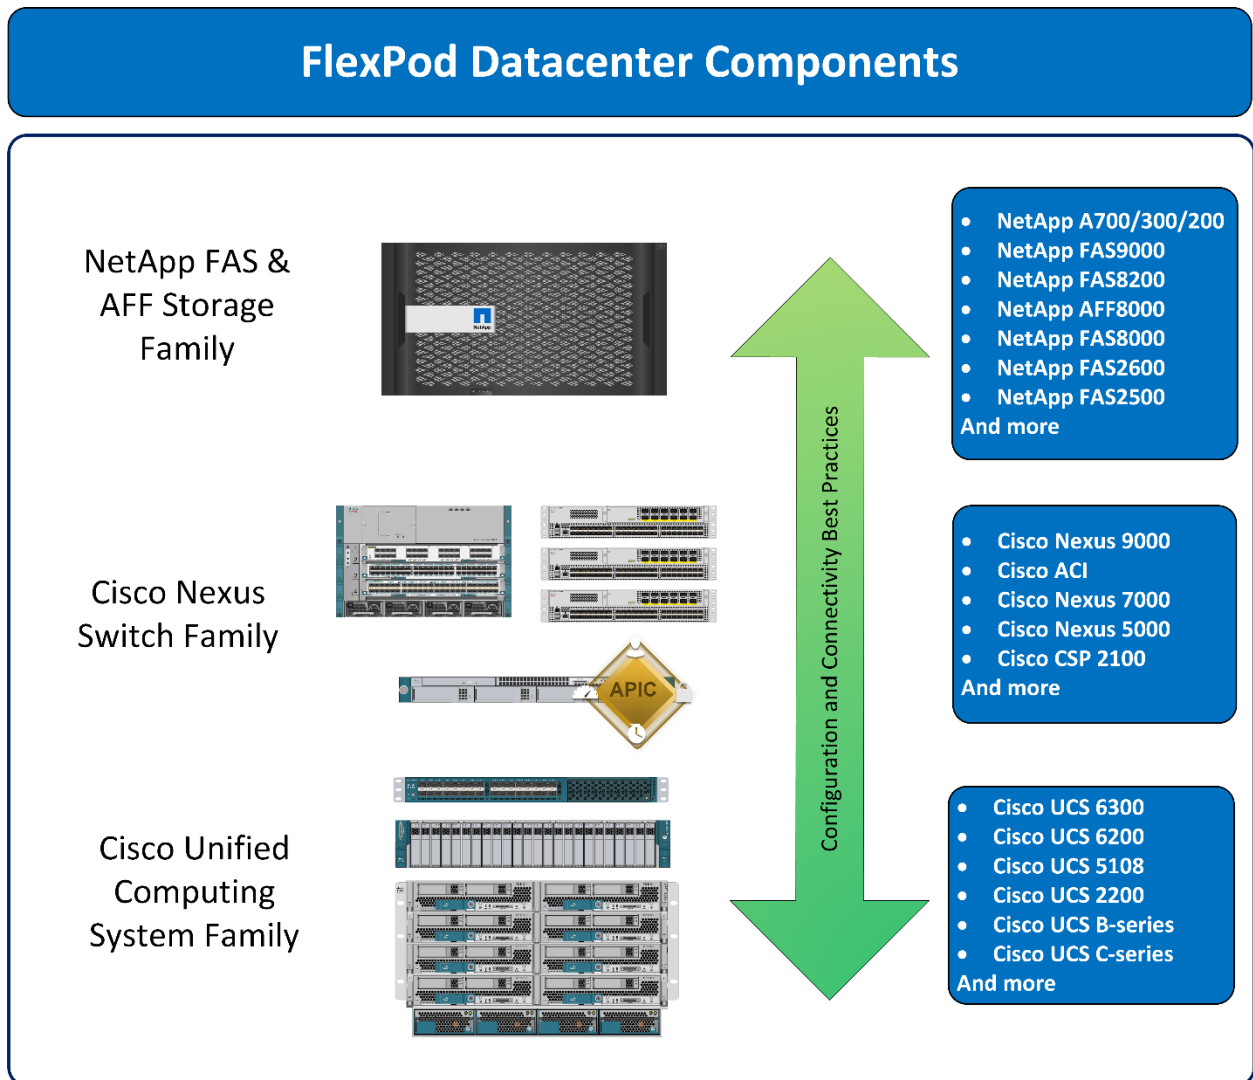 FlexPod Datacenter Components
NetApp FAS &
AFF Storage
Family
NetApp
• NetApp A700/300/200
• NetApp FAS9000
• NetApp FAS8200
• NetApp AFF8000
• NetApp FAS8000
• NetApp FAS2600
• NetApp FAS2500
And more
Configuration and Connectivity Best Practices
Cisco Nexus
Switch Family
APIC
• Cisco Nexus 9000
• Cisco ACI
• Cisco Nexus 7000
• Cisco Nexus 5000
• Cisco CSP 2100
And more
Cisco Unified
Computing
System Family
• Cisco UCS 6300
• Cisco UCS 6200
• Cisco UCS 5108
• Cisco UCS 2200
• Cisco UCS B-series
• Cisco UCS C-series
And more